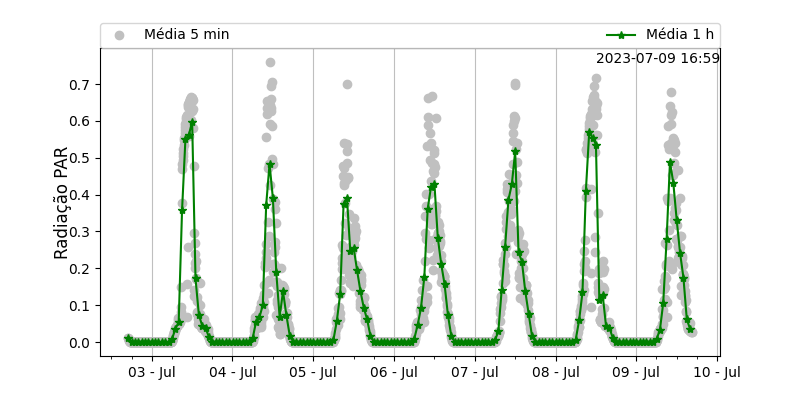 Média 5 min
Média 1 h
2023-07-09 16:59
Radiação PAR
0.7
0.6
0.5
0.4
0.3
0.2
0.1
0.0
03 - Jul
04 - Jul
05 - Jul
06 - Jul
07 - Jul
08 - Jul
09 - Jul
10 - Jul